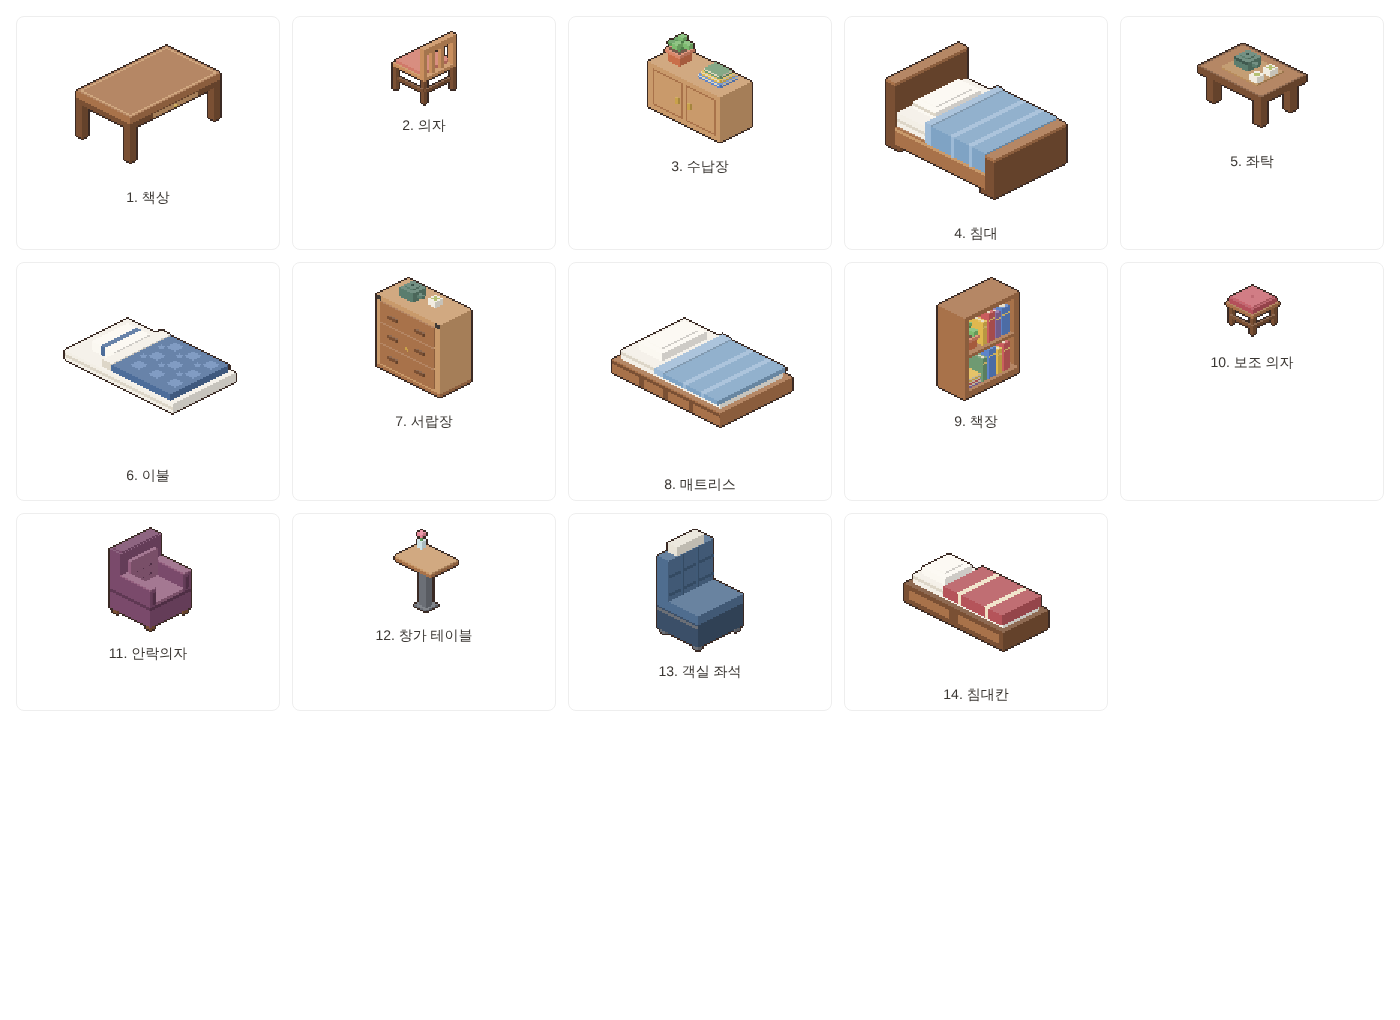 1. 책상
2. 의자
3. 수납장
4. 침대
5. 좌탁
6. 이불
7. 서랍장
8. 매트리스
9. 책장
10. 보조 의자
11. 안락의자
12. 창가 테이블
13. 객실 좌석
14. 침대칸